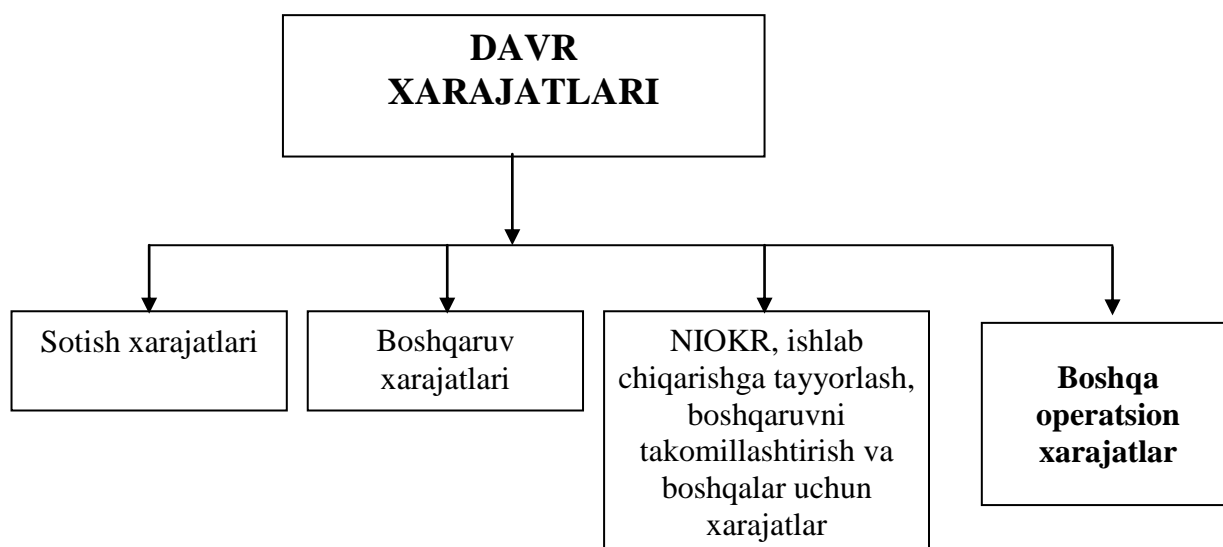 DAVR
XARAJATLARI
Sotish xarajatlari
Boshqaruv
xarajatlari
NIOKR, ishlab
chiqarishga tayyorlash,
boshqaruvni
takomillashtirish va
boshqalar uchun
xarajatlar
Boshqa
operatsion
xarajatlar